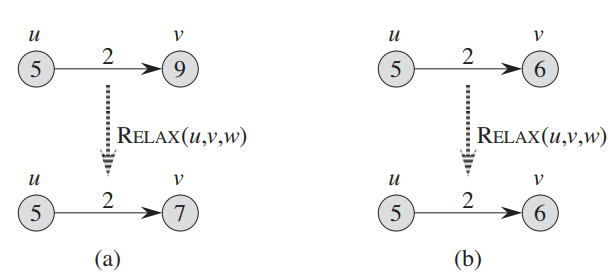 u v u v
5 2 9 5 2 6
RELAX(u,v,w) RELAX(u,v,w)
u v u v
5 2 7 5 2 6
(a) (b)